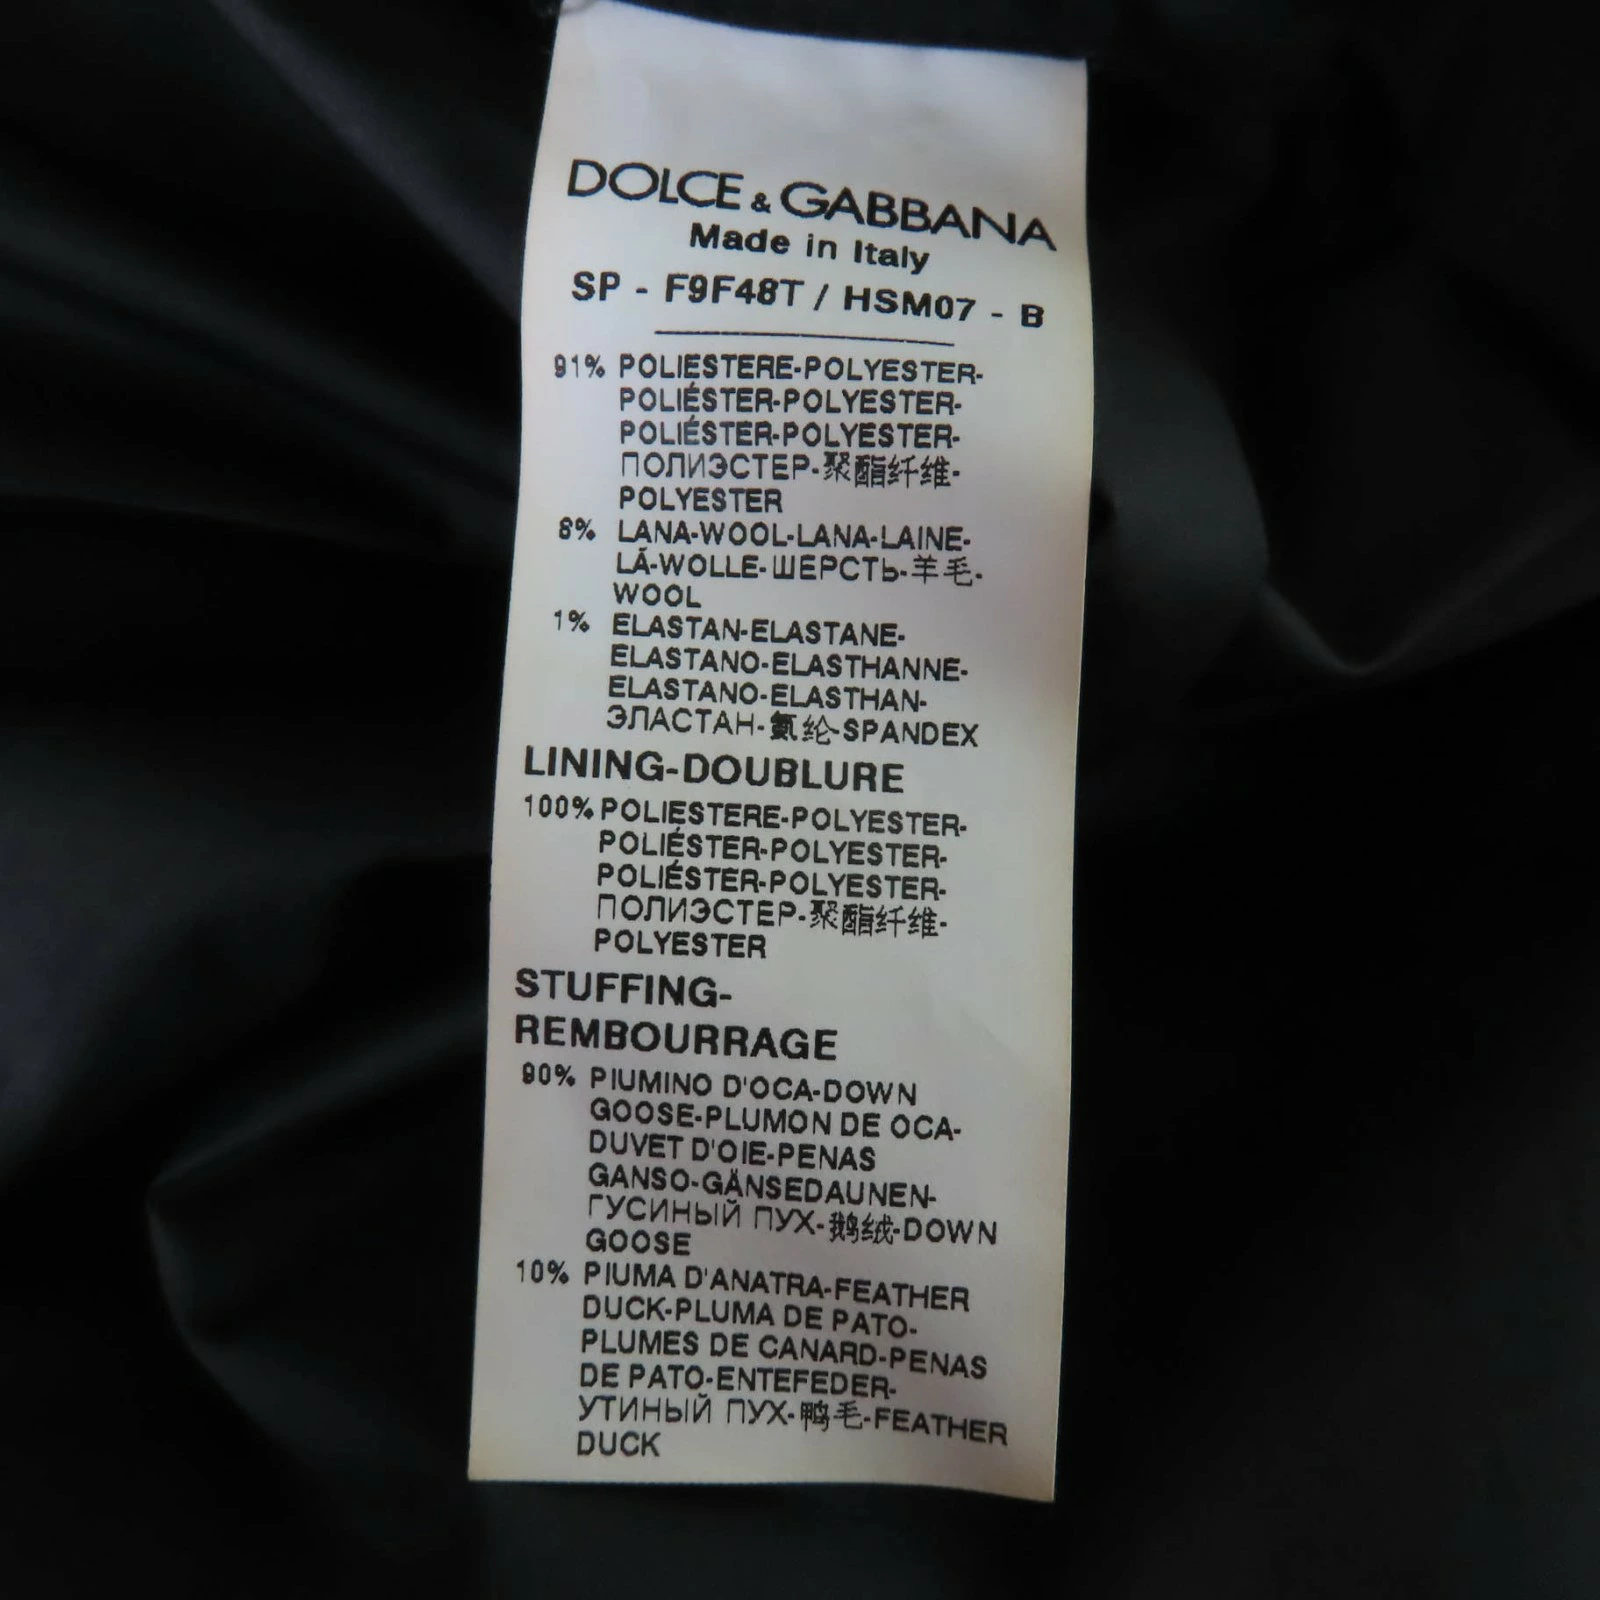 DOLCE & GABBANA
Made in Italy
SP - F9F48T / HSM07 - B
91% POLIESTERE-POLYESTER-
POLIÉSTER-POLYESTER-
POLIÉSTER-POLYESTER-
ПОЛИЭСТЕР-聚酯纤维-
POLYESTER
8% LANA-WOOL-LANA-LAINE-
LÃ-WOLLE-ШЕРСТЬ-羊毛-
WOOL
1% ELASTAN-ELASTANE-
ELASTANO-ELASTHANNE-
ELASTANO-ELASTHAN-
ЭЛАСТАН-氨纶-SPANDEX
LINING-DOUBLURE
100% POLIESTERE-POLYESTER-
POLIÉSTER-POLYESTER-
POLIÉSTER-POLYESTER-
ПОЛИЭСТЕР-聚酯纤维-
POLYESTER
STUFFING-
REMBOURRAGE
90% PIUMINO D'OCA-DOWN
GOOSE-PLUMON DE OCA-
DUVET D'OIE-PENAS
GANSO-GÄNSEDAUNEN-
ГУСИНЫЙ ПУХ-鹅绒-DOWN
GOOSE
10% PIUMA D'ANATRA-FEATHER
DUCK-PLUMA DE PATO-
PLUMES DE CANARD-PENAS
DE PATO-ENTEFEDER-
УТИНЫЙ ПУХ-鸭毛-FEATHER
DUCK